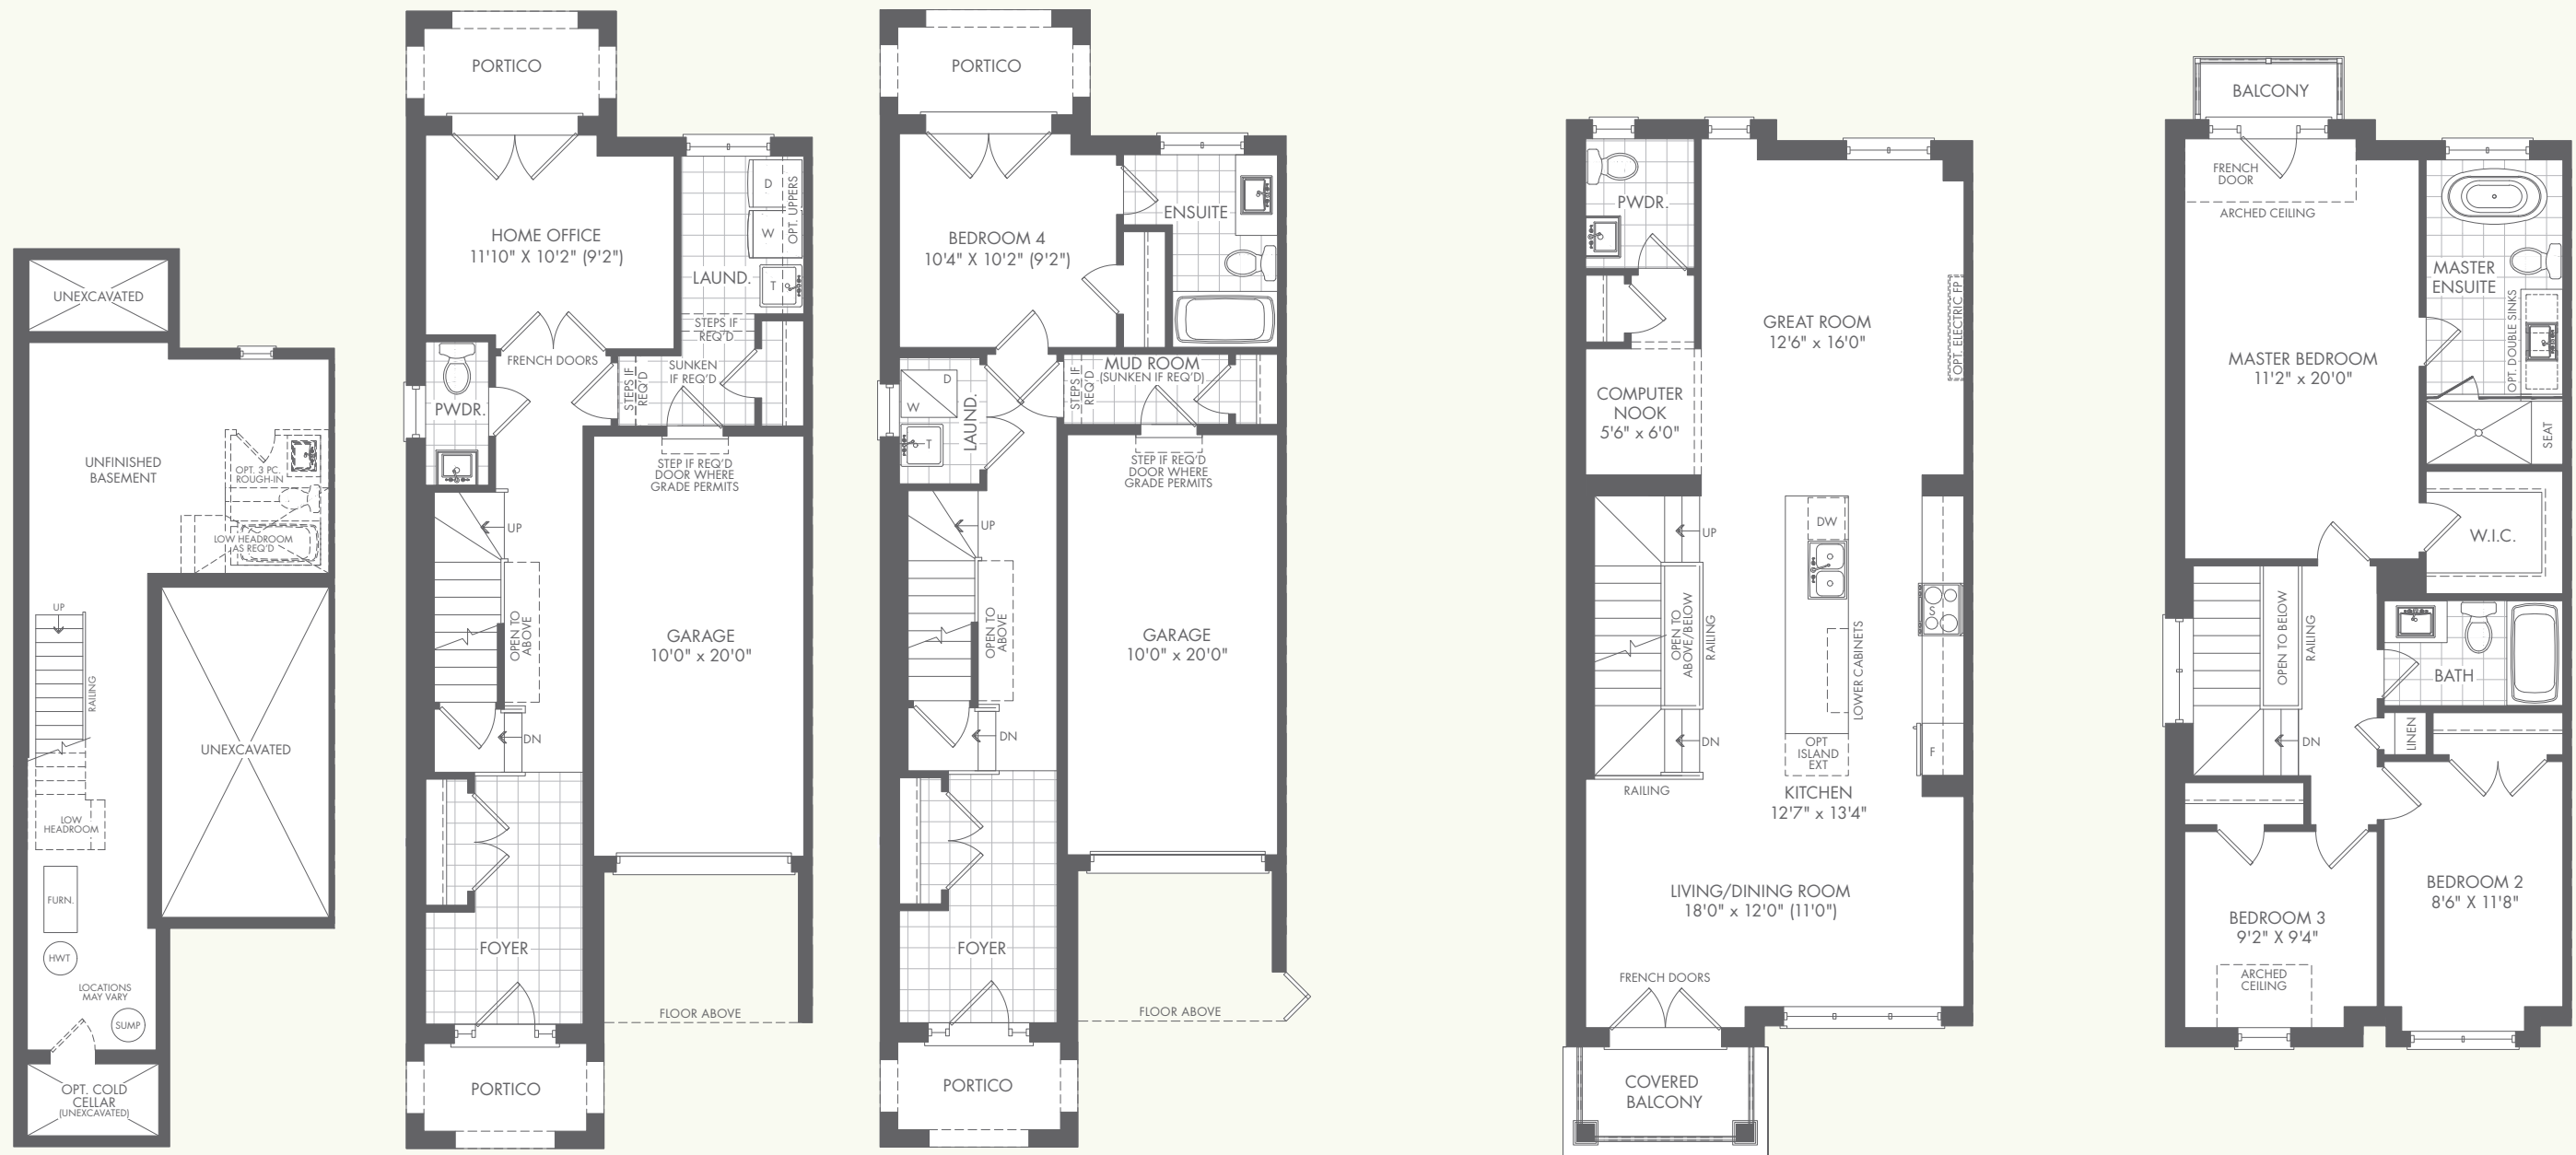 UNEXCAVATED
UNFINISHED
BASEMENT
OPT. 3 PC.
ROUGH-IN
LOW HEADROOM
AS REQ'D
UP
RAILING
UNEXCAVATED
LOW
HEADROOM
FURN.
HWT
LOCATIONS
MAY VARY
SUMP
OPT. COLD
CELLAR
(UNEXCAVATED)
PORTICO
HOME OFFICE
11'10" X 10'2" (9'2")
D
W
OPT. UPPERS
LAUND.
T
STEPS IF
REQ'D
FRENCH DOORS
SUNKEN
IF REQ'D
STEPS IF
REQ'D
PWDR.
STEP IF REQ'D
DOOR WHERE
GRADE PERMITS
UP
OPEN TO
ABOVE
GARAGE
10'0" x 20'0"
DN
FOYER
FLOOR ABOVE
PORTICO
PORTICO
BEDROOM 4
10'4" X 10'2" (9'2")
ENSUITE
D
W
T
LAUND.
MUD ROOM
(SUNKEN IF REQ'D)
STEPS IF
REQ'D
STEP IF REQ'D
DOOR WHERE
GRADE PERMITS
UP
OPEN TO
ABOVE
GARAGE
10'0" x 20'0"
DN
FOYER
FLOOR ABOVE
PORTICO
PWDR.
GREAT ROOM
12'6" x 16'0"
OPT. ELECTRIC FP
COMPUTER
NOOK
5'6" x 6'0"
UP
DW
OPEN TO
ABOVE/BELOW
RAILING
S
LOWER CABINETS
DN
OPT
ISLAND
EXT
F
RAILING
KITCHEN
12'7" x 13'4"
LIVING/DINING ROOM
18'0" x 12'0" (11'0")
FRENCH DOORS
COVERED
BALCONY
BALCONY
FRENCH
DOOR
ARCHED CEILING
MASTER
ENSUITE
OPT. DOUBLE SINKS
MASTER BEDROOM
11'2" x 20'0"
SEAT
W.I.C.
OPEN TO BELOW
RAILING
BATH
DN
LINEN
BEDROOM 2
8'6" X 11'8"
BEDROOM 3
9'2" X 9'4"
ARCHED
CEILING